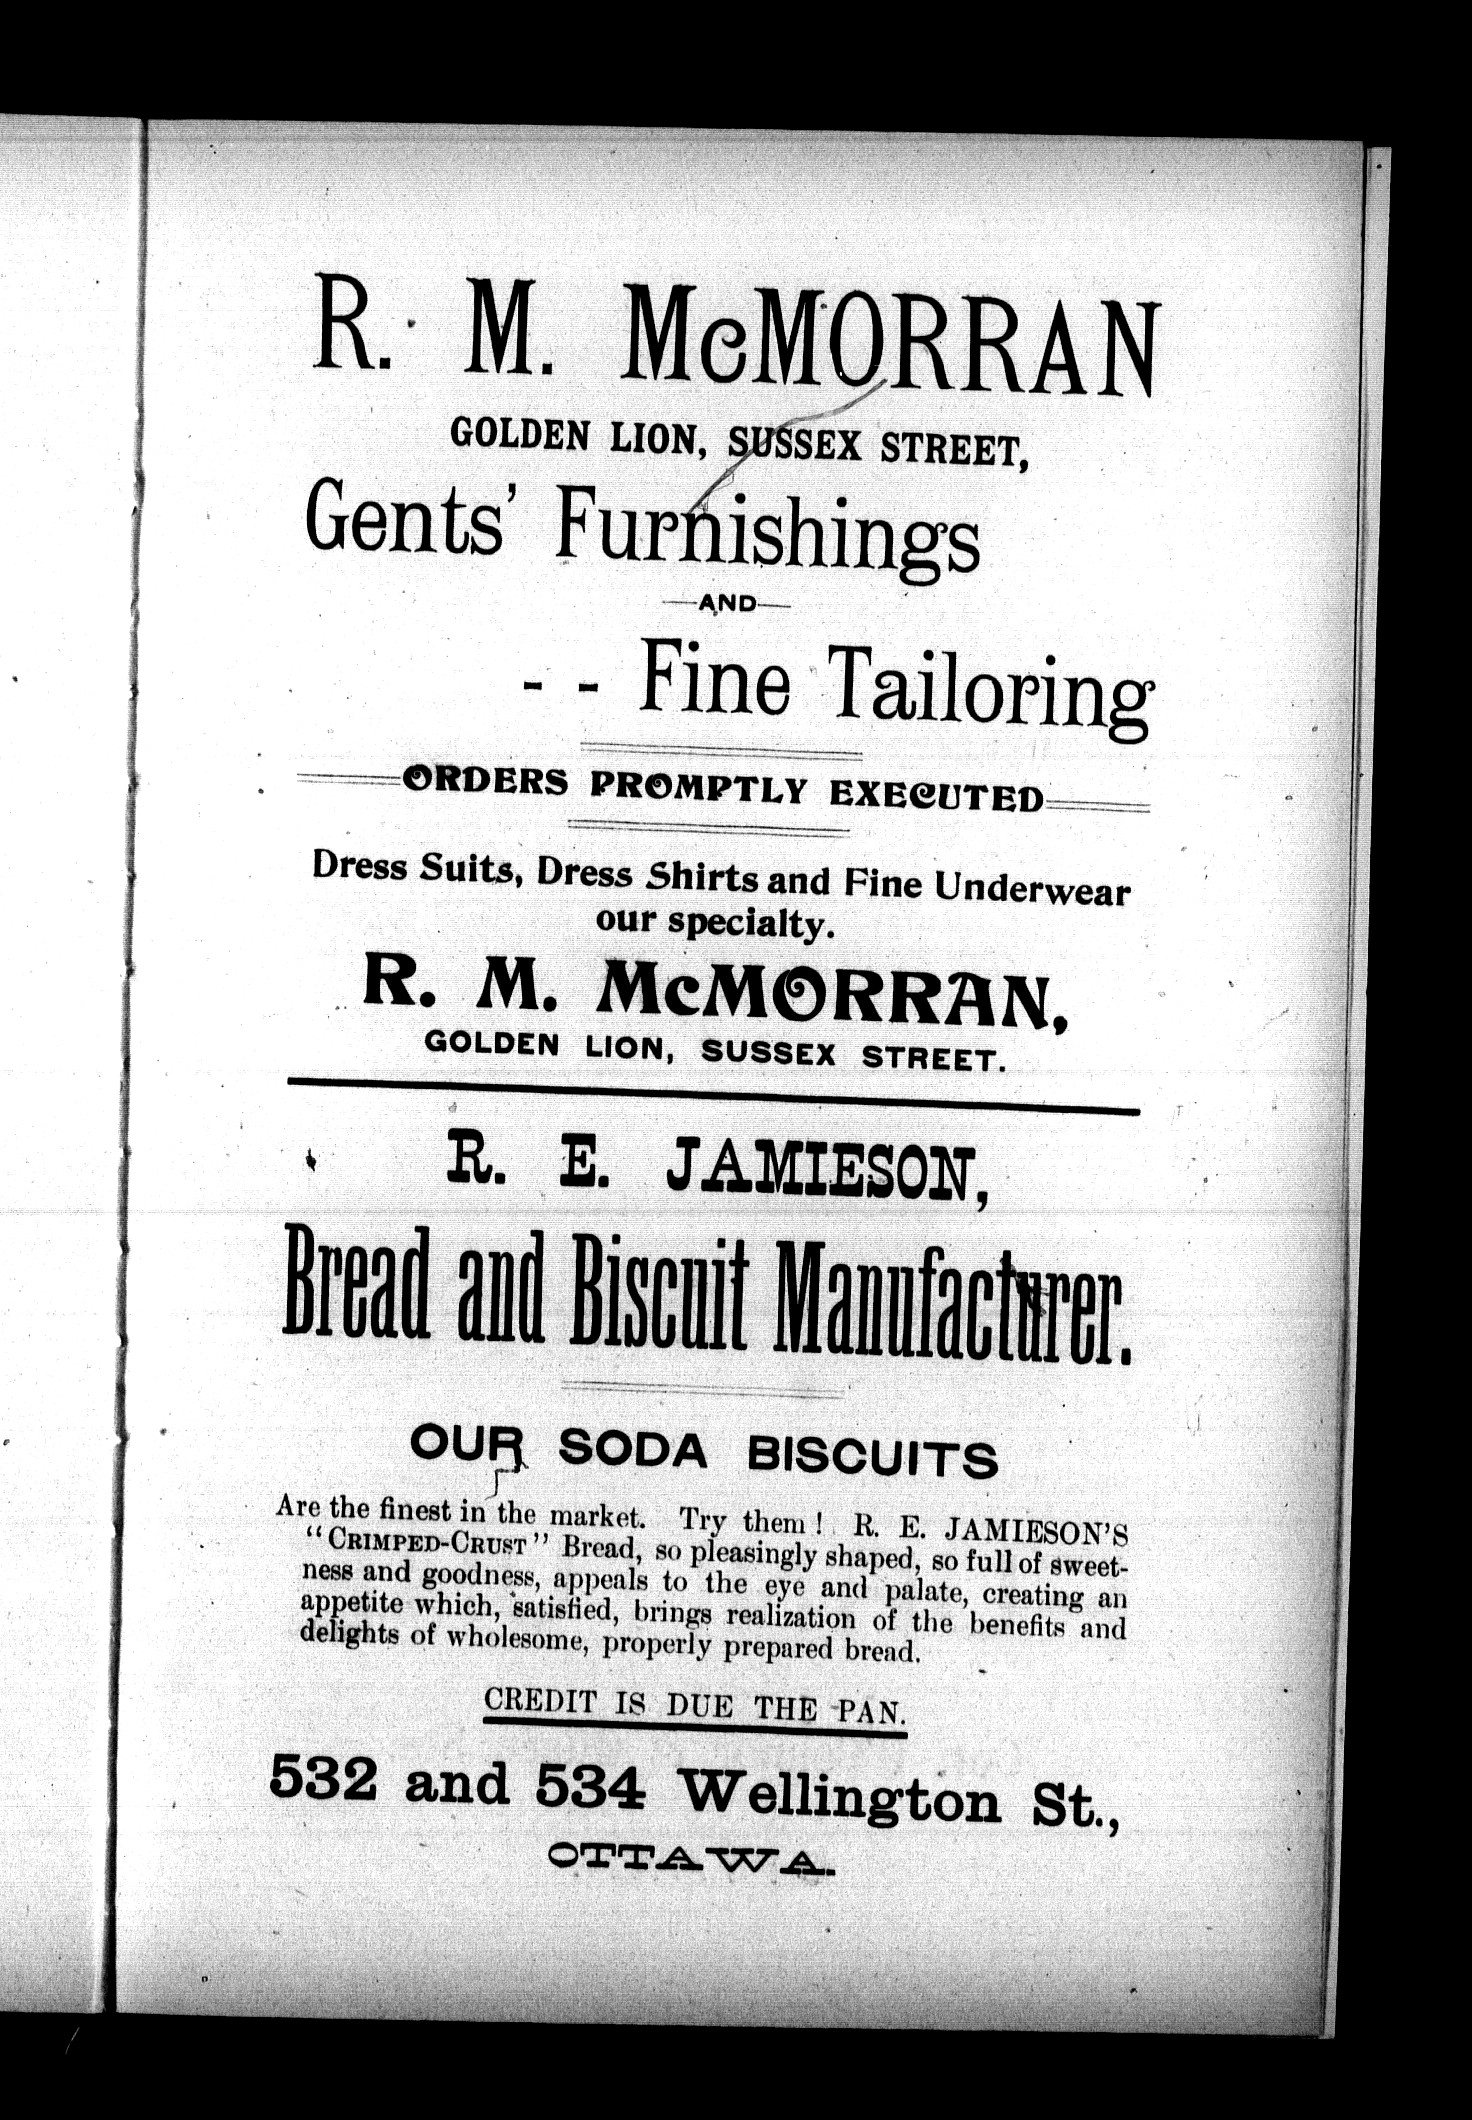 R. M. McMORRAN
GOLDEN LION, SUSSEX STREET,
Gents' Furnishings
—AND—
- - Fine Tailoring
ORDERS PROMPTLY EXECUTED
Dress Suits, Dress Shirts and Fine Underwear
our specialty.
R. M. McMORRAN,
GOLDEN LION, SUSSEX STREET.
R. E. JAMIESON,
Bread and Biscuit Manufacturer.
OUR SODA BISCUITS
Are the finest in the market. Try them! R. E. JAMIESON'S
"CRIMPED-CRUST" Bread, so pleasingly shaped, so full of sweet-
ness and goodness, appeals to the eye and palate, creating an
appetite which, satisfied, brings realization of the benefits and
delights of wholesome, properly prepared bread.
CREDIT IS DUE THE PAN.
532 and 534 Wellington St.,
OTTAWA.